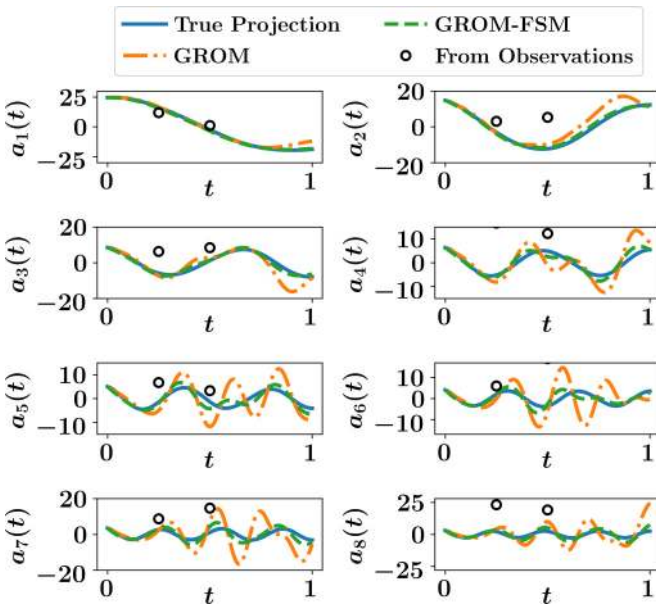 True Projection GROM-FSM
GROM From Observations
a₁(t) 25 0 −25 0 t 1
a₂(t) 20 0 −20 0 t 1
a₃(t) 20 0 −20 0 t 1
a₄(t) 10 0 −10 0 t 1
a₅(t) 10 0 −10 0 t 1
a₆(t) 10 0 −10 0 t 1
a₇(t) 20 0 −20 0 t 1
a₈(t) 25 0 −25 0 t 1